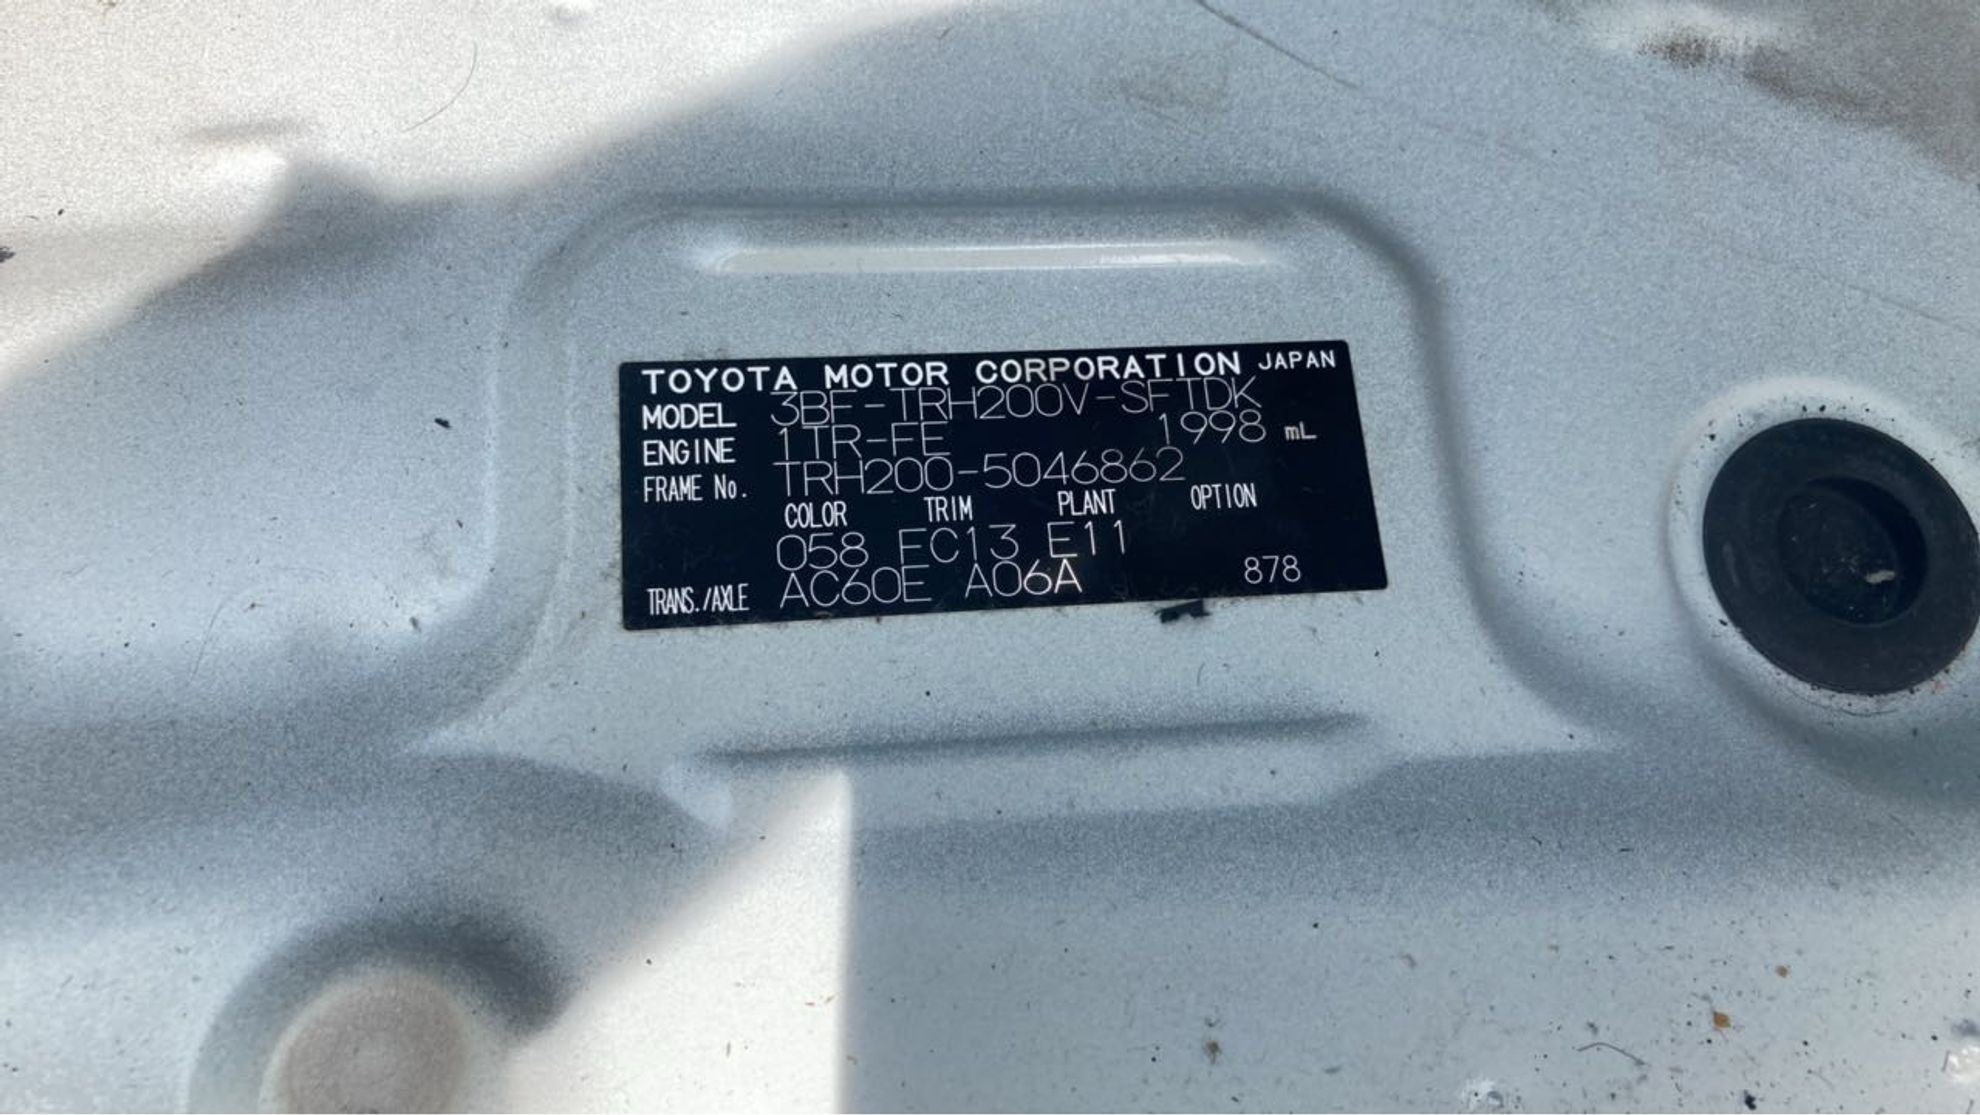 TOYOTA MOTOR CORPORATION JAPAN
MODEL 3BF-TRH200V-SFTDK
ENGINE 1TR-FE 1998 mL
FRAME No. TRH200-5046862
COLOR TRIM PLANT OPTION
058 FC13 E11
TRANS./AXLE AC60E A06A 878